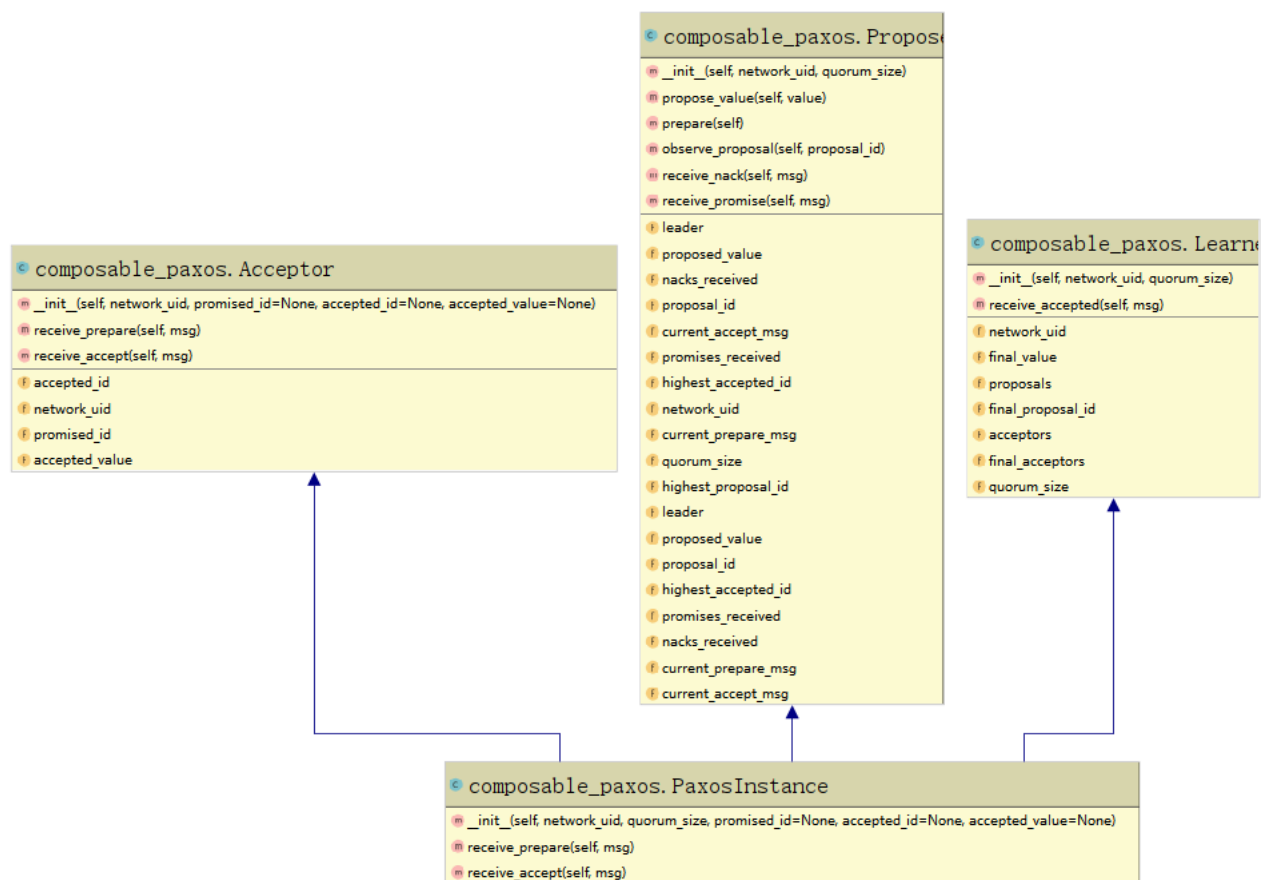 composable_paxos.Acceptor
__init__(self, network_uid, promised_id=None, accepted_id=None, accepted_value=None)
receive_prepare(self, msg)
receive_accept(self, msg)
accepted_id
network_uid
promised_id
accepted_value
composable_paxos.Propose
__init__(self, network_uid, quorum_size)
propose_value(self, value)
prepare(self)
observe_proposal(self, proposal_id)
receive_nack(self, msg)
receive_promise(self, msg)
leader
proposed_value
nacks_received
proposal_id
current_accept_msg
promises_received
highest_accepted_id
network_uid
current_prepare_msg
quorum_size
highest_proposal_id
leader
proposed_value
proposal_id
highest_accepted_id
promises_received
nacks_received
current_prepare_msg
current_accept_msg
composable_paxos.Learne
__init__(self, network_uid, quorum_size)
receive_accepted(self, msg)
network_uid
final_value
proposals
final_proposal_id
acceptors
final_acceptors
quorum_size
composable_paxos.PaxosInstance
__init__(self, network_uid, quorum_size, promised_id=None, accepted_id=None, accepted_value=None)
receive_prepare(self, msg)
receive_accept(self, msg)